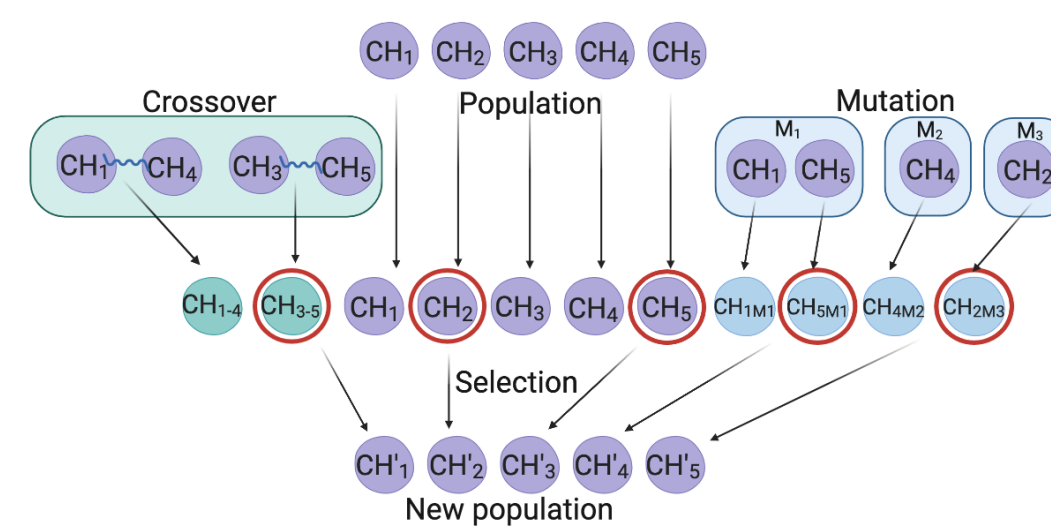 CH₁ CH₂ CH₃ CH₄ CH₅
Crossover
Population
Mutation
CH₁ CH₄ CH₃ CH₅
M₁
CH₁ CH₅
M₂
CH₄
M₃
CH₂
CH₁₋₄ CH₃₋₅ CH₁ CH₂ CH₃ CH₄ CH₅ CH₁M₁ CH₅M₁ CH₄M₂ CH₂M₃
Selection
CH'₁ CH'₂ CH'₃ CH'₄ CH'₅
New population